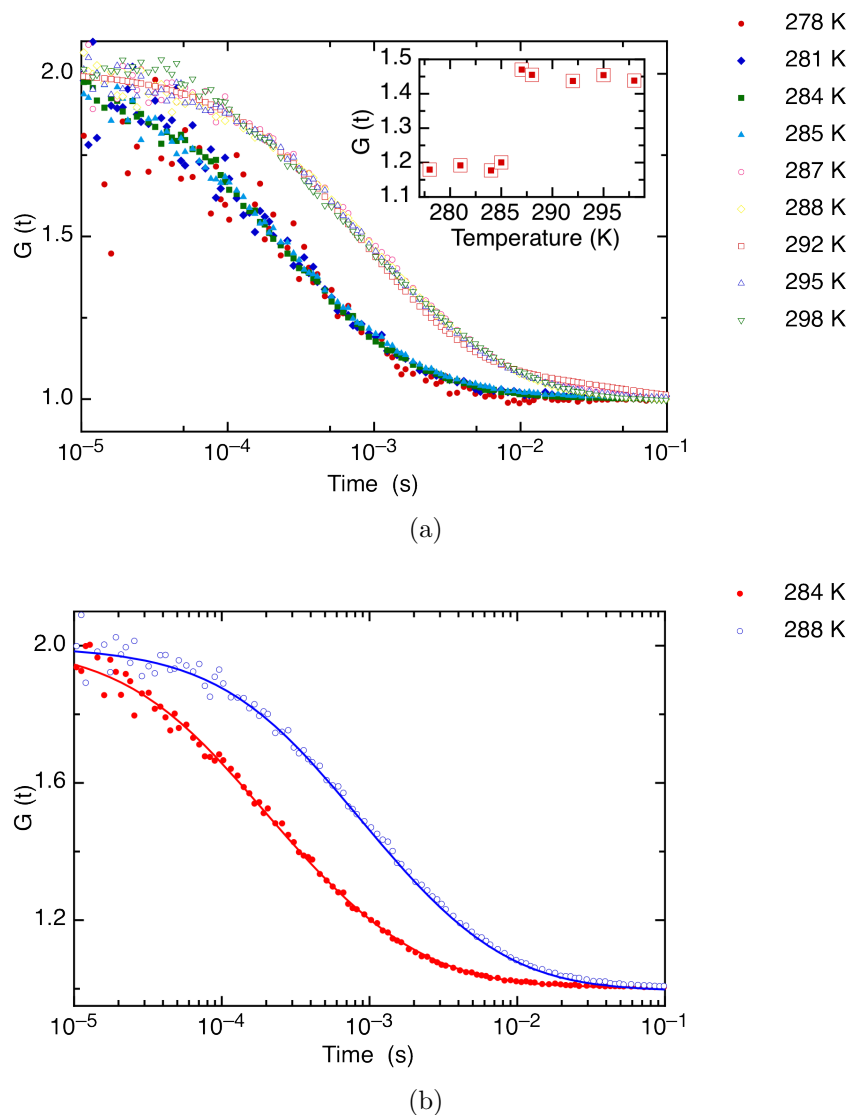 278 K
281 K
284 K
285 K
287 K
288 K
292 K
295 K
298 K
2.0
1.5
1.0
G (t)
10⁻⁵ 10⁻⁴ 10⁻³ 10⁻² 10⁻¹
Time (s)
1.5
1.4
1.3
1.2
1.1
G (t)
280 285 290 295
Temperature (K)
(a)
284 K
288 K
2.0
1.6
1.2
G (t)
10⁻⁵ 10⁻⁴ 10⁻³ 10⁻² 10⁻¹
Time (s)
(b)